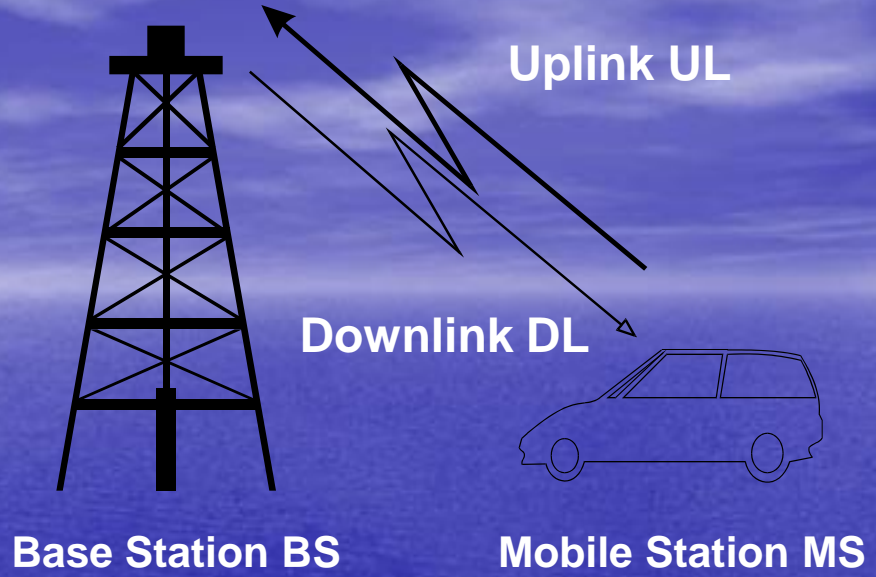 Uplink UL
Downlink DL
Base Station BS
Mobile Station MS